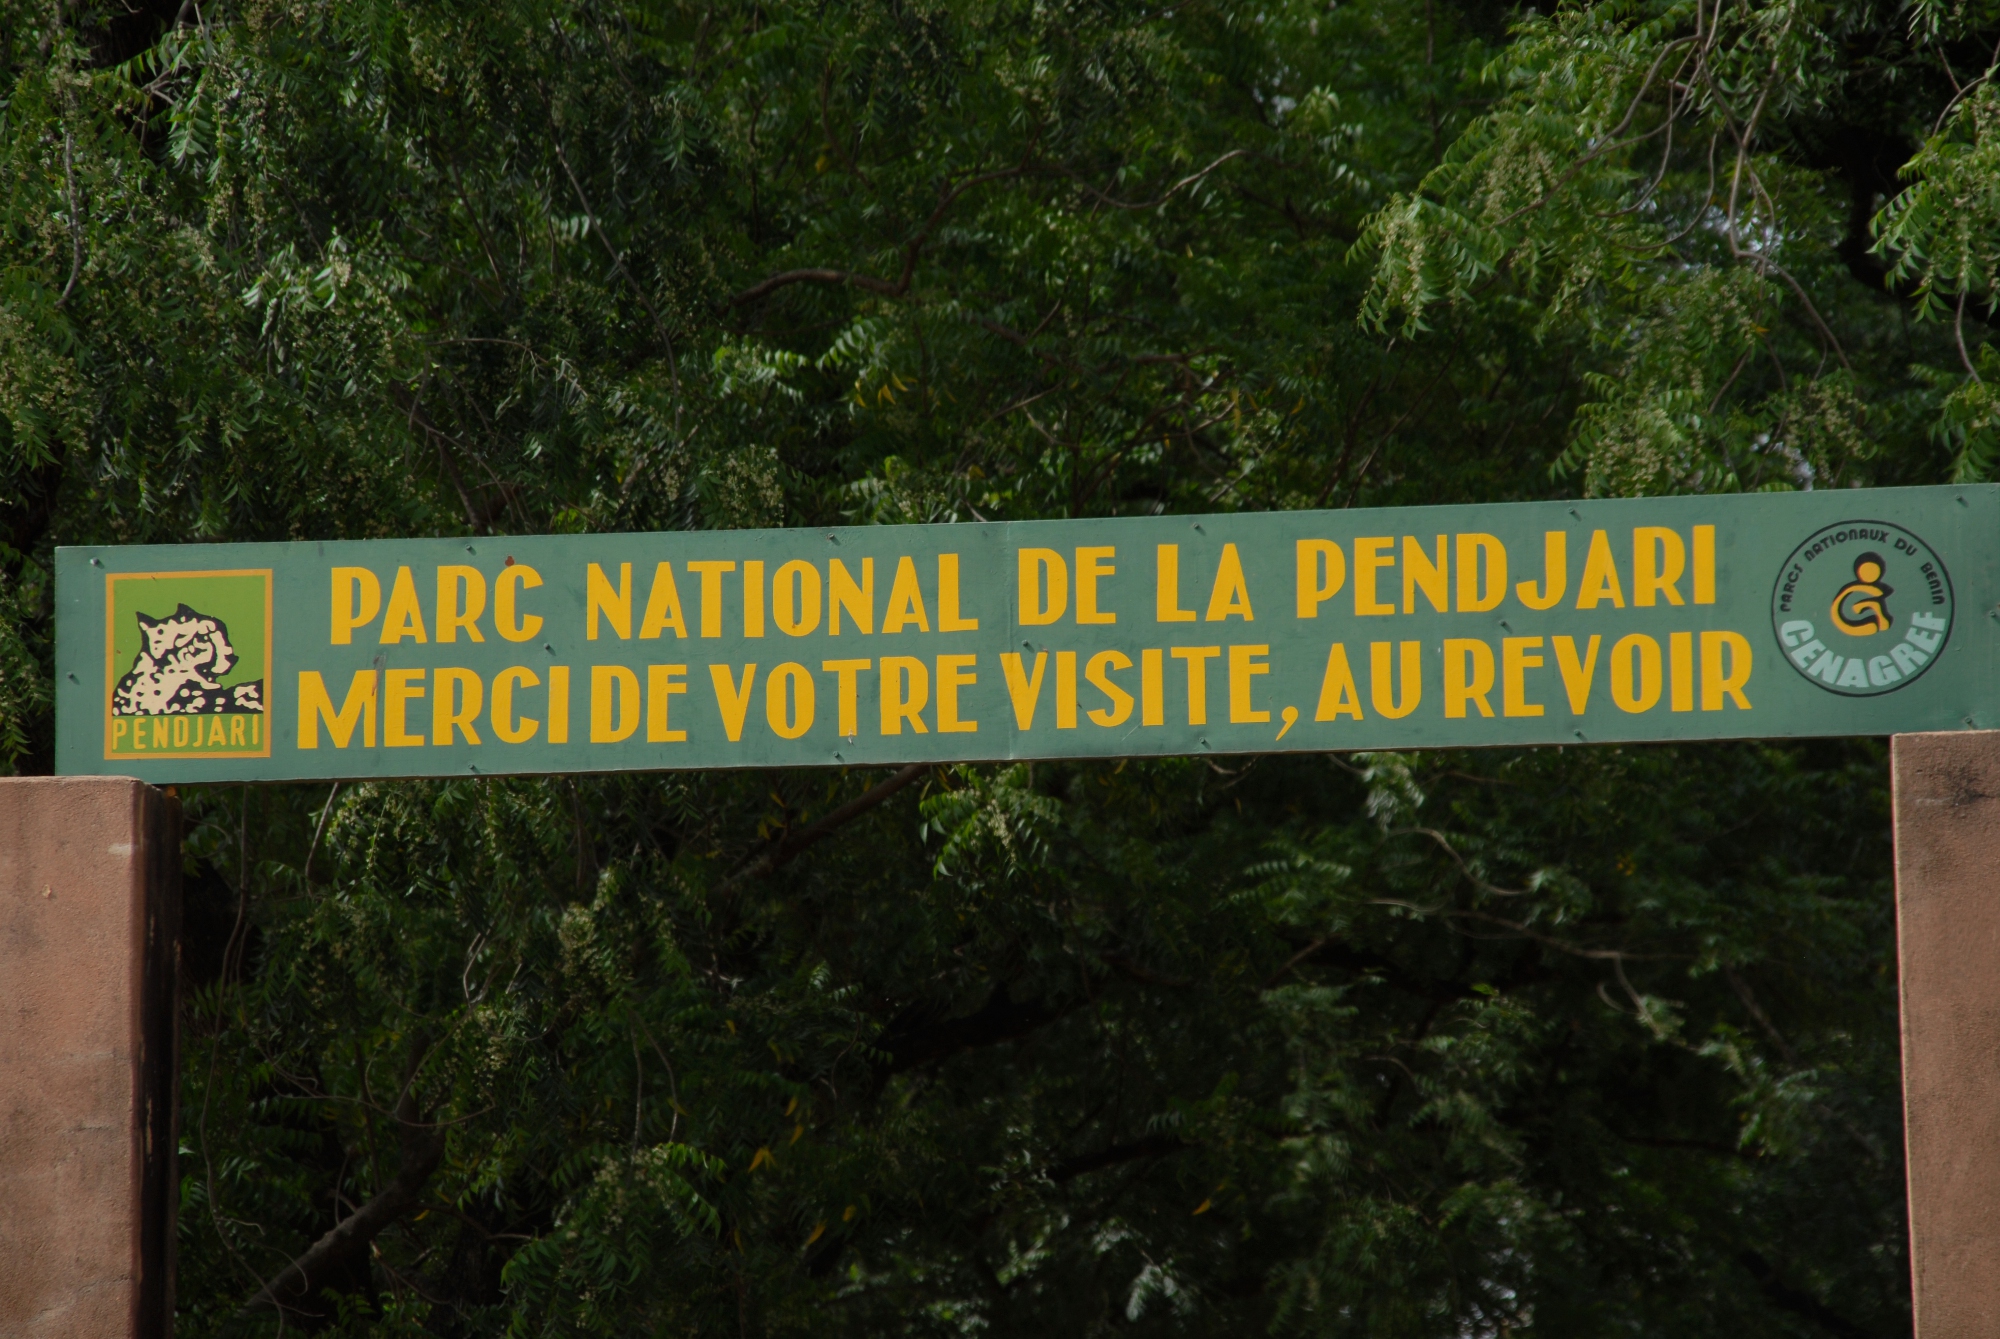 PARC NATIONAL DE LA PENDJARI
MERCI DE VOTRE VISITE, AU REVOIR
PENDJARI
PARCS NATIONAUX DU BENIN
CENAGREF